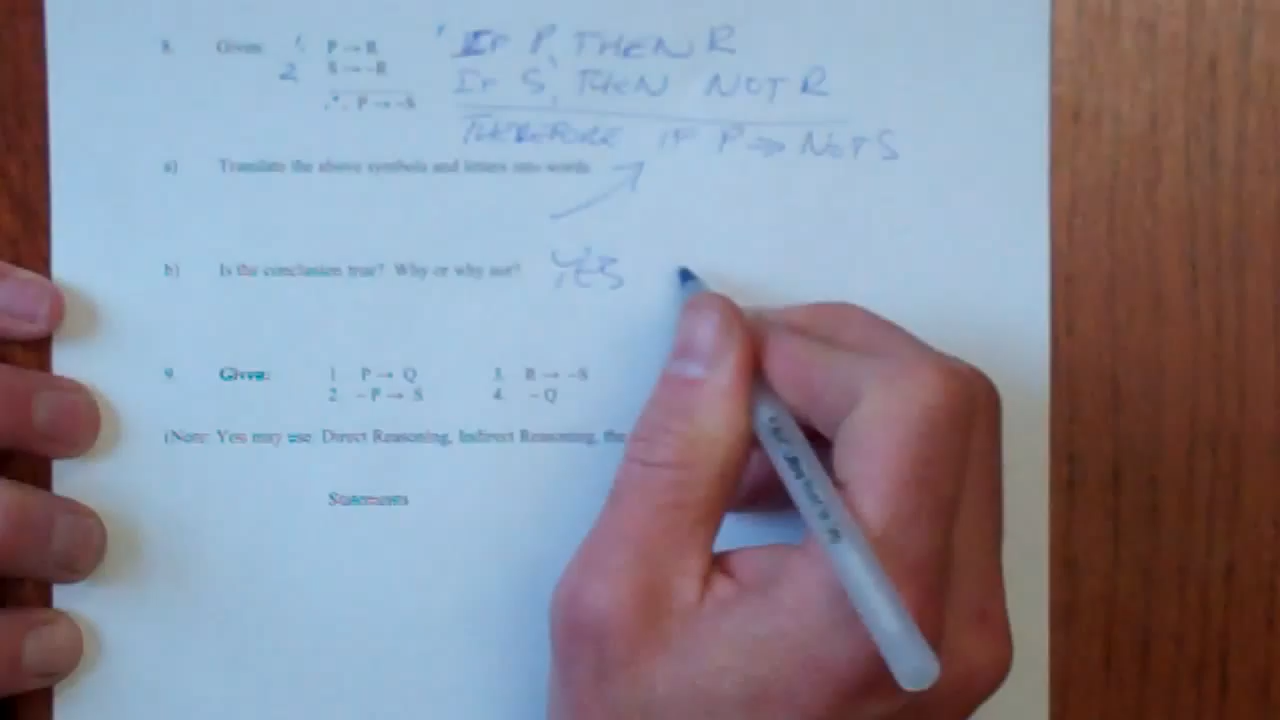 8. Given: 1. P → R
2 S → ~R
∴ P → ~S
IF P, THEN R
IF S, THEN NOT R
THEREFORE IF P ⇒ NOT S
a) Translate the above symbols and letters into words.
b) Is the conclusion true? Why or why not? YES
9. Given: 1. P → Q 3. R → ~S
2. ~P → S 4. ~Q
(Note: Yes may use Direct Reasoning, Indirect Reasoning, the
Statements